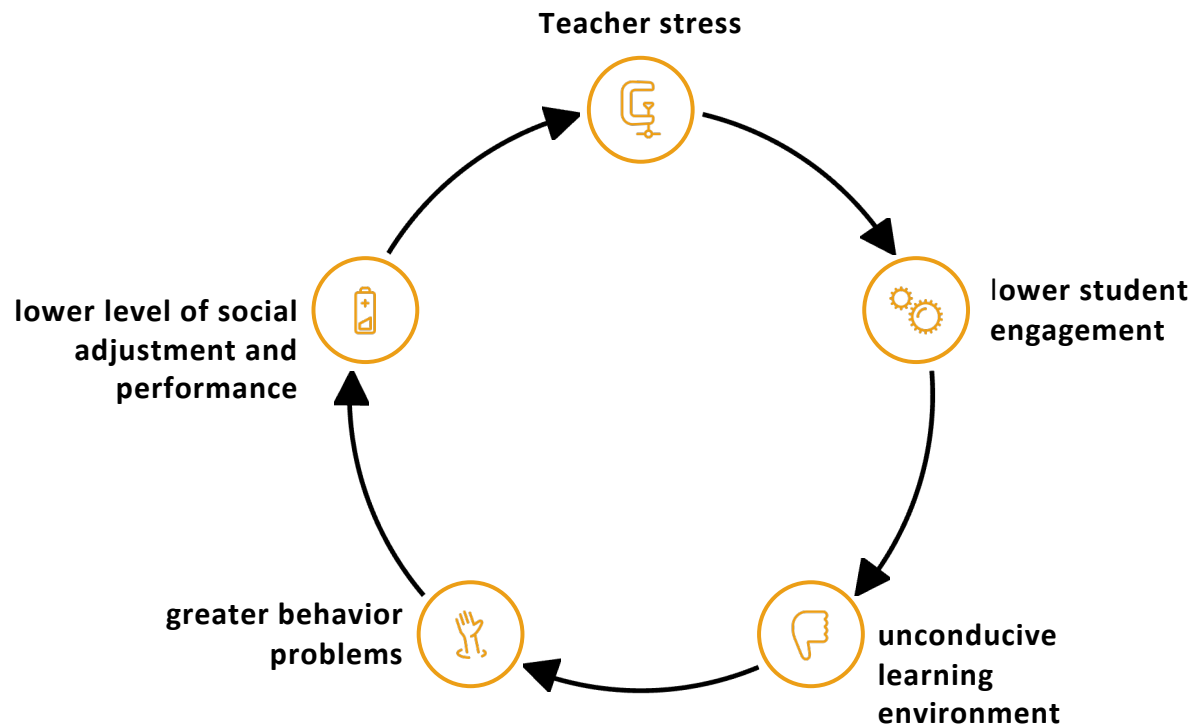 Teacher stress
lower student
engagement
unconducive
learning
environment
greater behavior
problems
lower level of social
adjustment and
performance